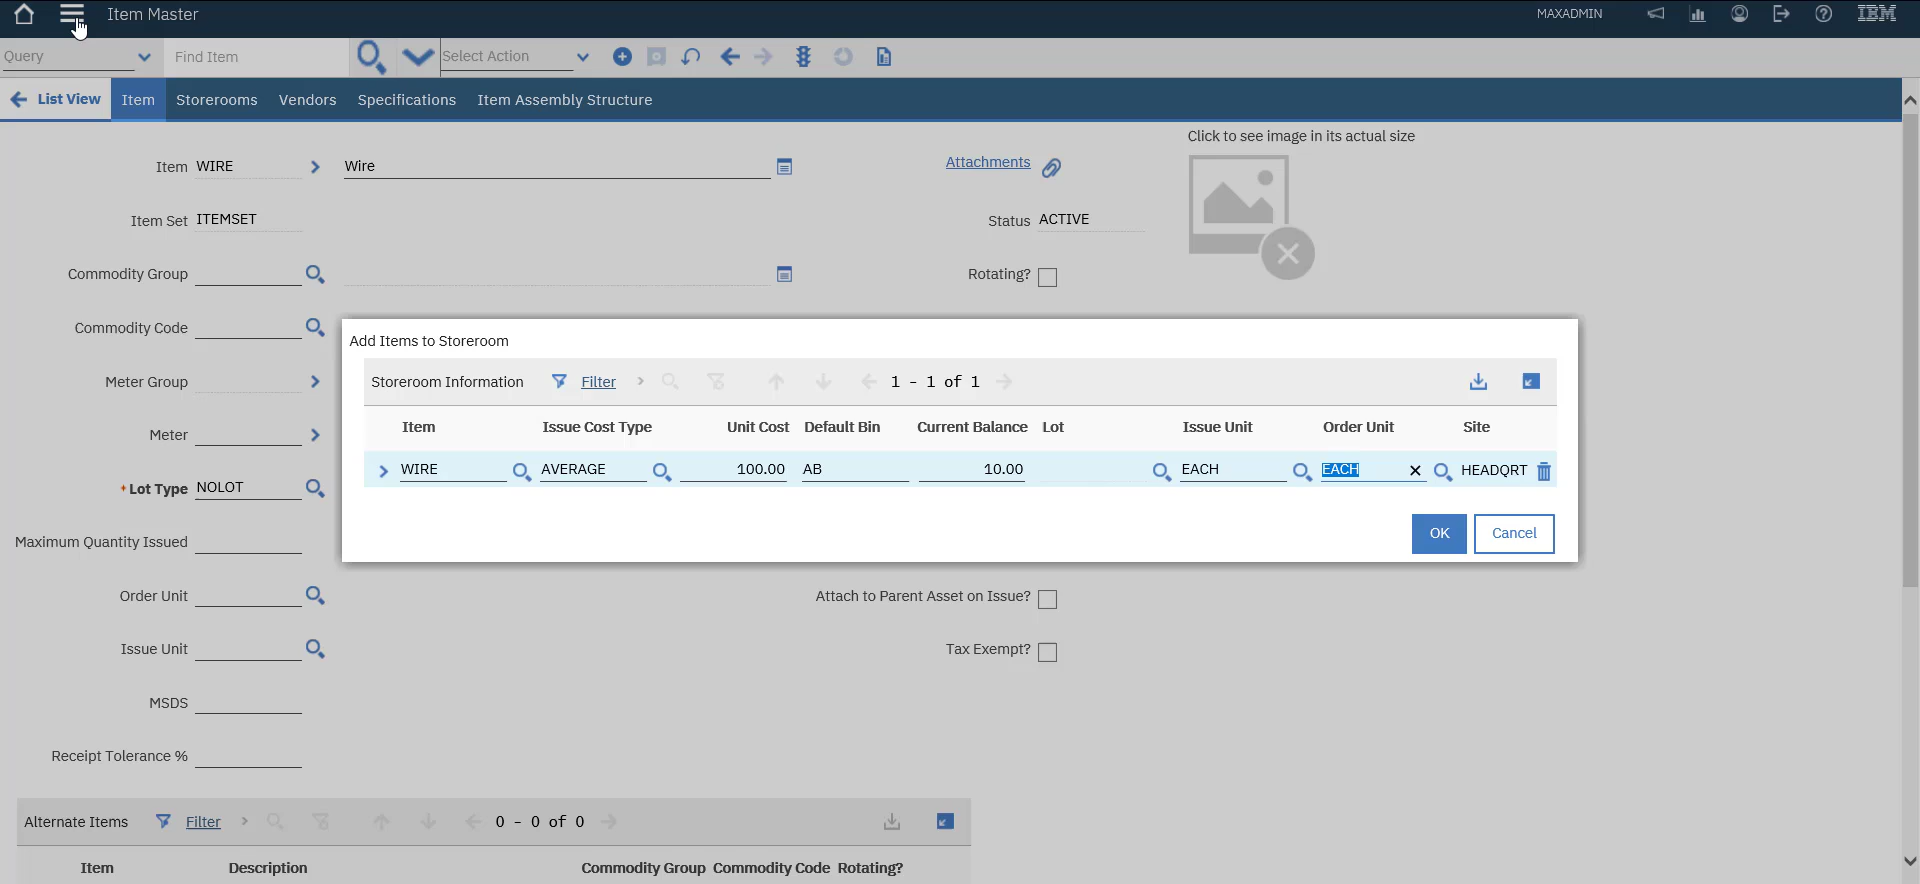 Item Master
MAXADMIN
IBM
Query
Find Item
Select Action
List View
Item
Storerooms
Vendors
Specifications
Item Assembly Structure
Click to see image in its actual size
Item WIRE
Wire
Attachments
Item Set ITEMSET
Status ACTIVE
Commodity Group
Rotating?
Commodity Code
Add Items to Storeroom
Meter Group
Storeroom Information
Filter
1 - 1 of 1
Item
Issue Cost Type
Unit Cost
Default Bin
Current Balance
Lot
Issue Unit
Order Unit
Site
Meter
WIRE
AVERAGE
100.00
AB
10.00
EACH
EACH
HEADQRT
*Lot Type NOLOT
OK
Cancel
Maximum Quantity Issued
Order Unit
Attach to Parent Asset on Issue?
Issue Unit
Tax Exempt?
MSDS
Receipt Tolerance %
Alternate Items
Filter
0 - 0 of 0
Item
Description
Commodity Group
Commodity Code
Rotating?